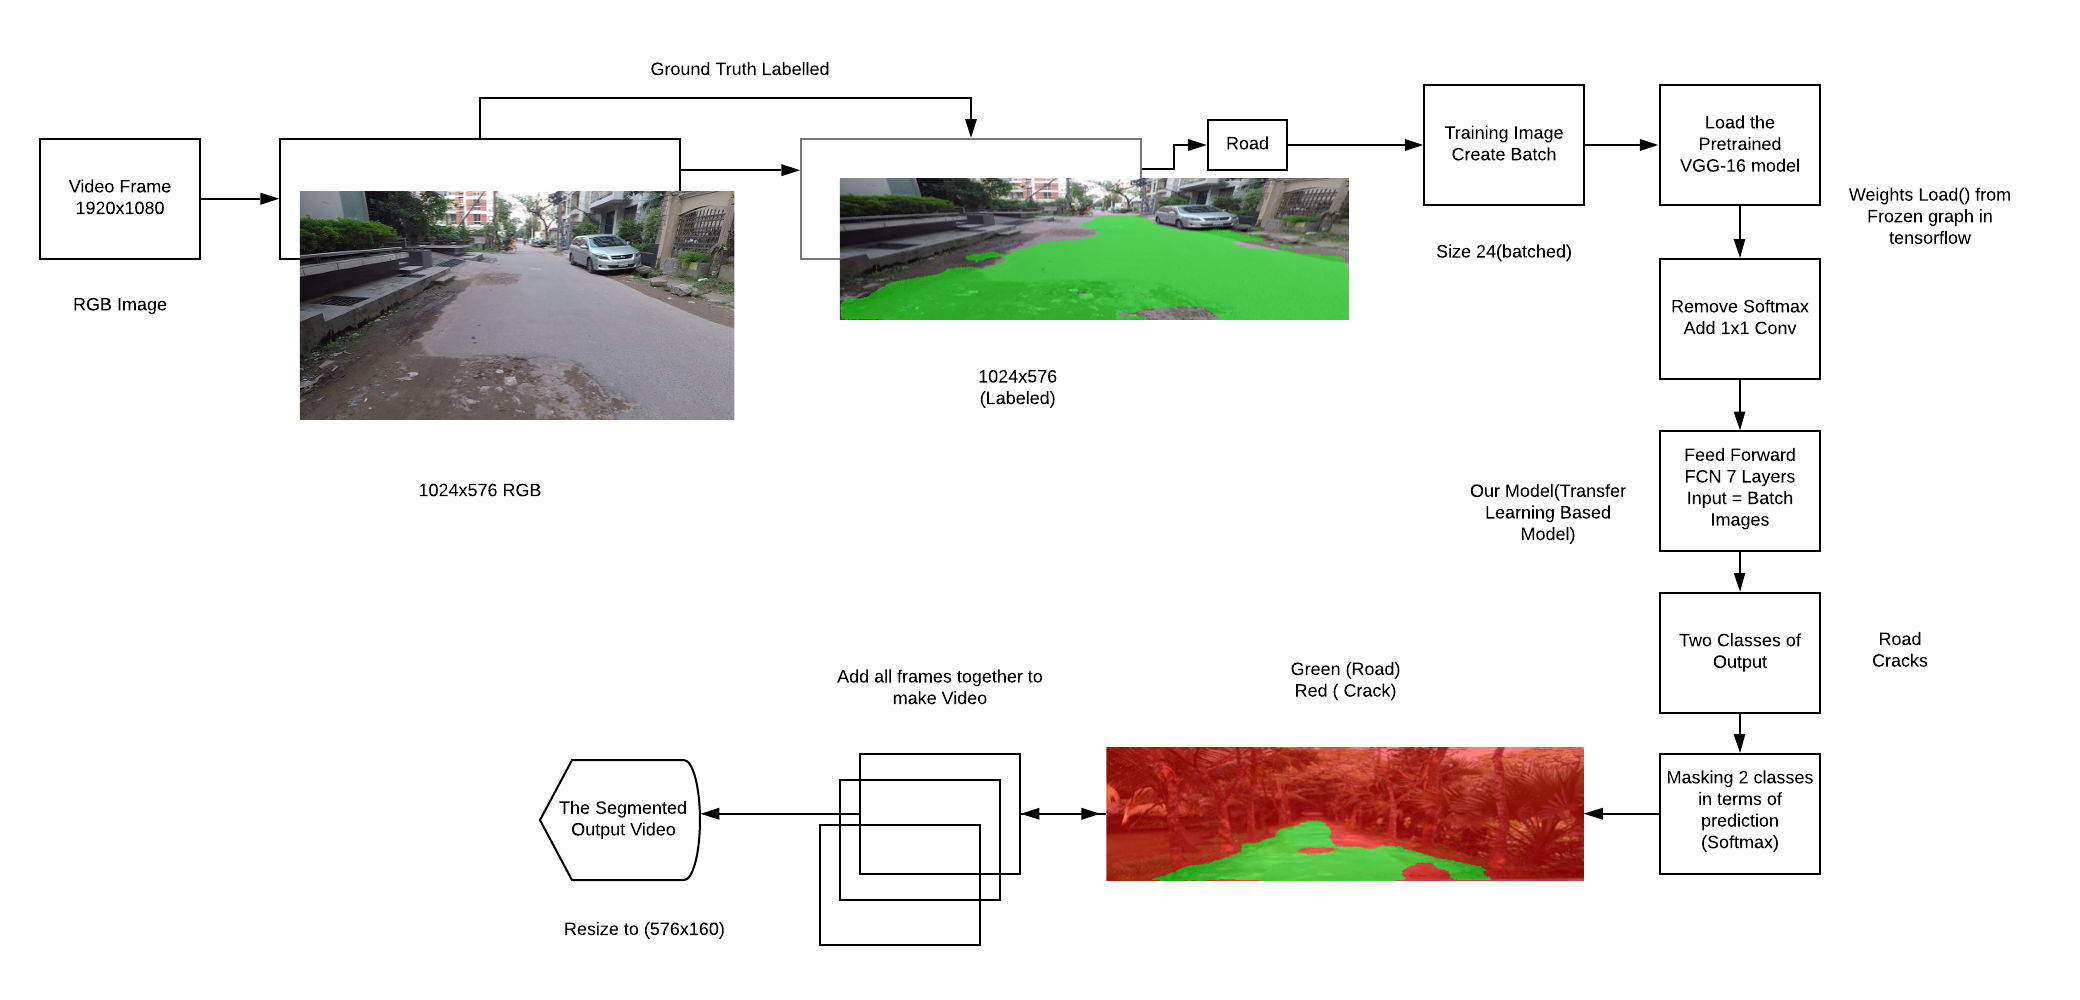 Ground Truth Labelled
Video Frame
1920x1080
RGB Image
1024x576 RGB
1024x576
(Labeled)
Road
Training Image
Create Batch
Size 24(batched)
Load the
Pretrained
VGG-16 model
Weights Load() from
Frozen graph in
tensorflow
Remove Softmax
Add 1x1 Conv
Feed Forward
FCN 7 Layers
Input = Batch
Images
Our Model(Transfer
Learning Based
Model)
Two Classes of
Output
Road
Cracks
Masking 2 classes
in terms of
prediction
(Softmax)
Green (Road)
Red ( Crack)
Add all frames together to
make Video
The Segmented
Output Video
Resize to (576x160)